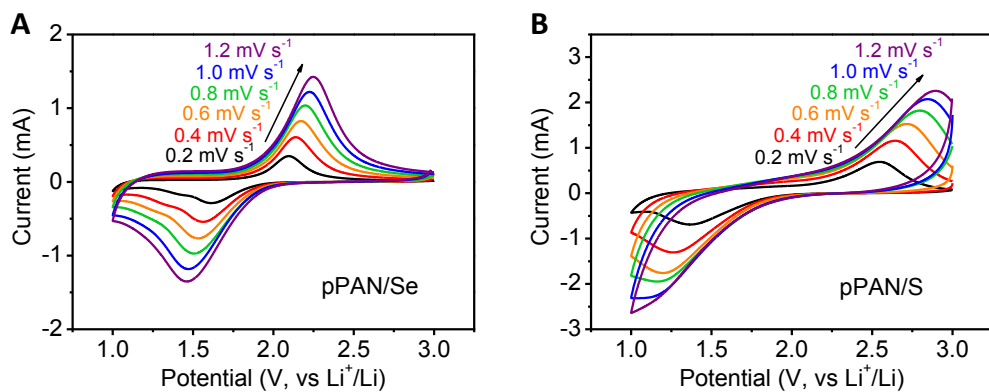 A
1.2 mV s⁻¹
1.0 mV s⁻¹
0.8 mV s⁻¹
0.6 mV s⁻¹
0.4 mV s⁻¹
0.2 mV s⁻¹
pPAN/Se
Current (mA)
2
1
0
-1
-2
1.0 1.5 2.0 2.5 3.0
Potential (V, vs Li⁺/Li)
B
1.2 mV s⁻¹
1.0 mV s⁻¹
0.8 mV s⁻¹
0.6 mV s⁻¹
0.4 mV s⁻¹
0.2 mV s⁻¹
pPAN/S
Current (mA)
3
2
1
0
-1
-2
-3
1.0 1.5 2.0 2.5 3.0
Potential (V, vs Li⁺/Li)